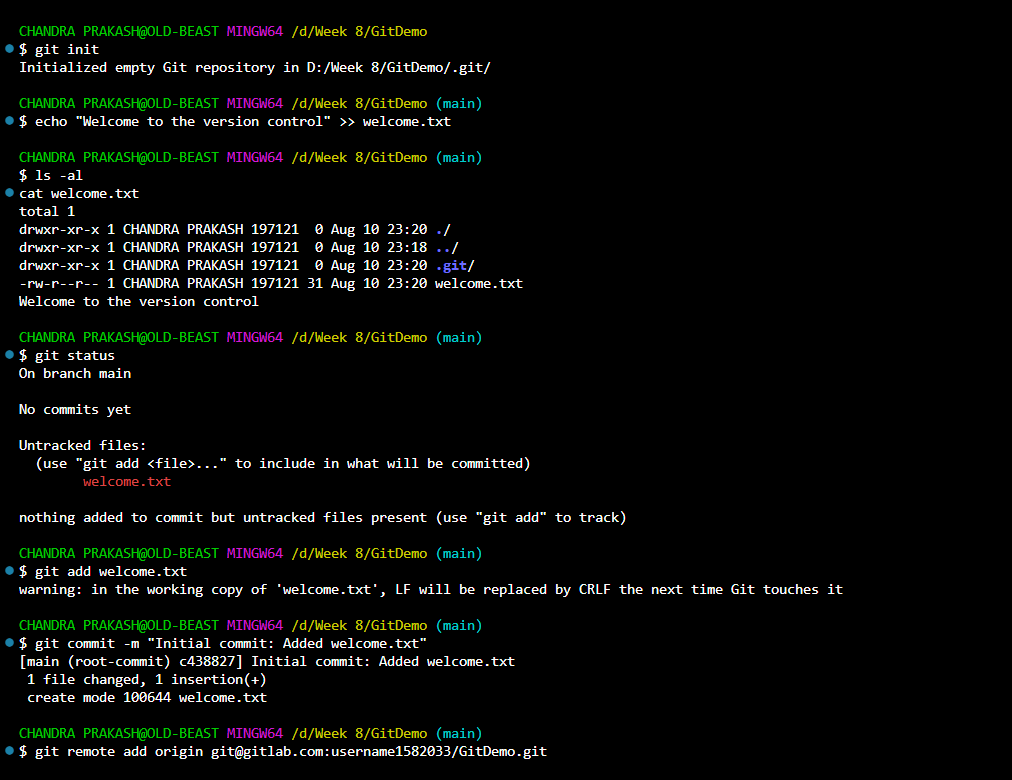 CHANDRA PRAKASH@OLD-BEAST MINGW64 /d/Week 8/GitDemo
$ git init
Initialized empty Git repository in D:/Week 8/GitDemo/.git/
CHANDRA PRAKASH@OLD-BEAST MINGW64 /d/Week 8/GitDemo (main)
$ echo "Welcome to the version control" >> welcome.txt
CHANDRA PRAKASH@OLD-BEAST MINGW64 /d/Week 8/GitDemo (main)
$ ls -al
cat welcome.txt
total 1
drwxr-xr-x 1 CHANDRA PRAKASH 197121  0 Aug 10 23:20 ./
drwxr-xr-x 1 CHANDRA PRAKASH 197121  0 Aug 10 23:18 ../
drwxr-xr-x 1 CHANDRA PRAKASH 197121  0 Aug 10 23:20 .git/
-rw-r--r-- 1 CHANDRA PRAKASH 197121 31 Aug 10 23:20 welcome.txt
Welcome to the version control
CHANDRA PRAKASH@OLD-BEAST MINGW64 /d/Week 8/GitDemo (main)
$ git status
On branch main
No commits yet
Untracked files:
  (use "git add <file>..." to include in what will be committed)
        welcome.txt
nothing added to commit but untracked files present (use "git add" to track)
CHANDRA PRAKASH@OLD-BEAST MINGW64 /d/Week 8/GitDemo (main)
$ git add welcome.txt
warning: in the working copy of 'welcome.txt', LF will be replaced by CRLF the next time Git touches it
CHANDRA PRAKASH@OLD-BEAST MINGW64 /d/Week 8/GitDemo (main)
$ git commit -m "Initial commit: Added welcome.txt"
[main (root-commit) c438827] Initial commit: Added welcome.txt
 1 file changed, 1 insertion(+)
 create mode 100644 welcome.txt
CHANDRA PRAKASH@OLD-BEAST MINGW64 /d/Week 8/GitDemo (main)
$ git remote add origin git@gitlab.com:username1582033/GitDemo.git